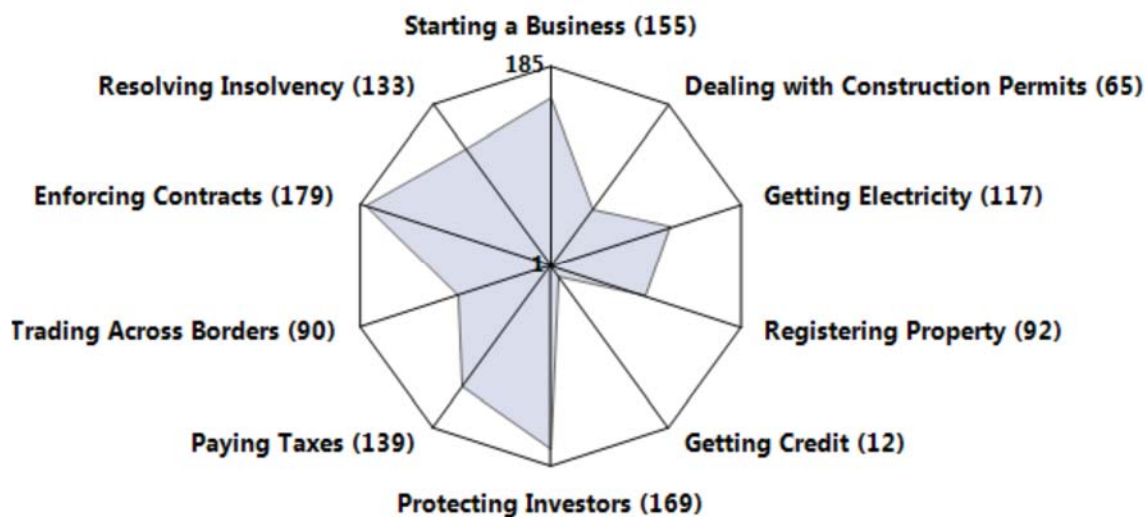 Starting a Business (155)
185
Resolving Insolvency (133)
Dealing with Construction Permits (65)
Enforcing Contracts (179)
Getting Electricity (117)
1
Trading Across Borders (90)
Registering Property (92)
Paying Taxes (139)
Getting Credit (12)
Protecting Investors (169)